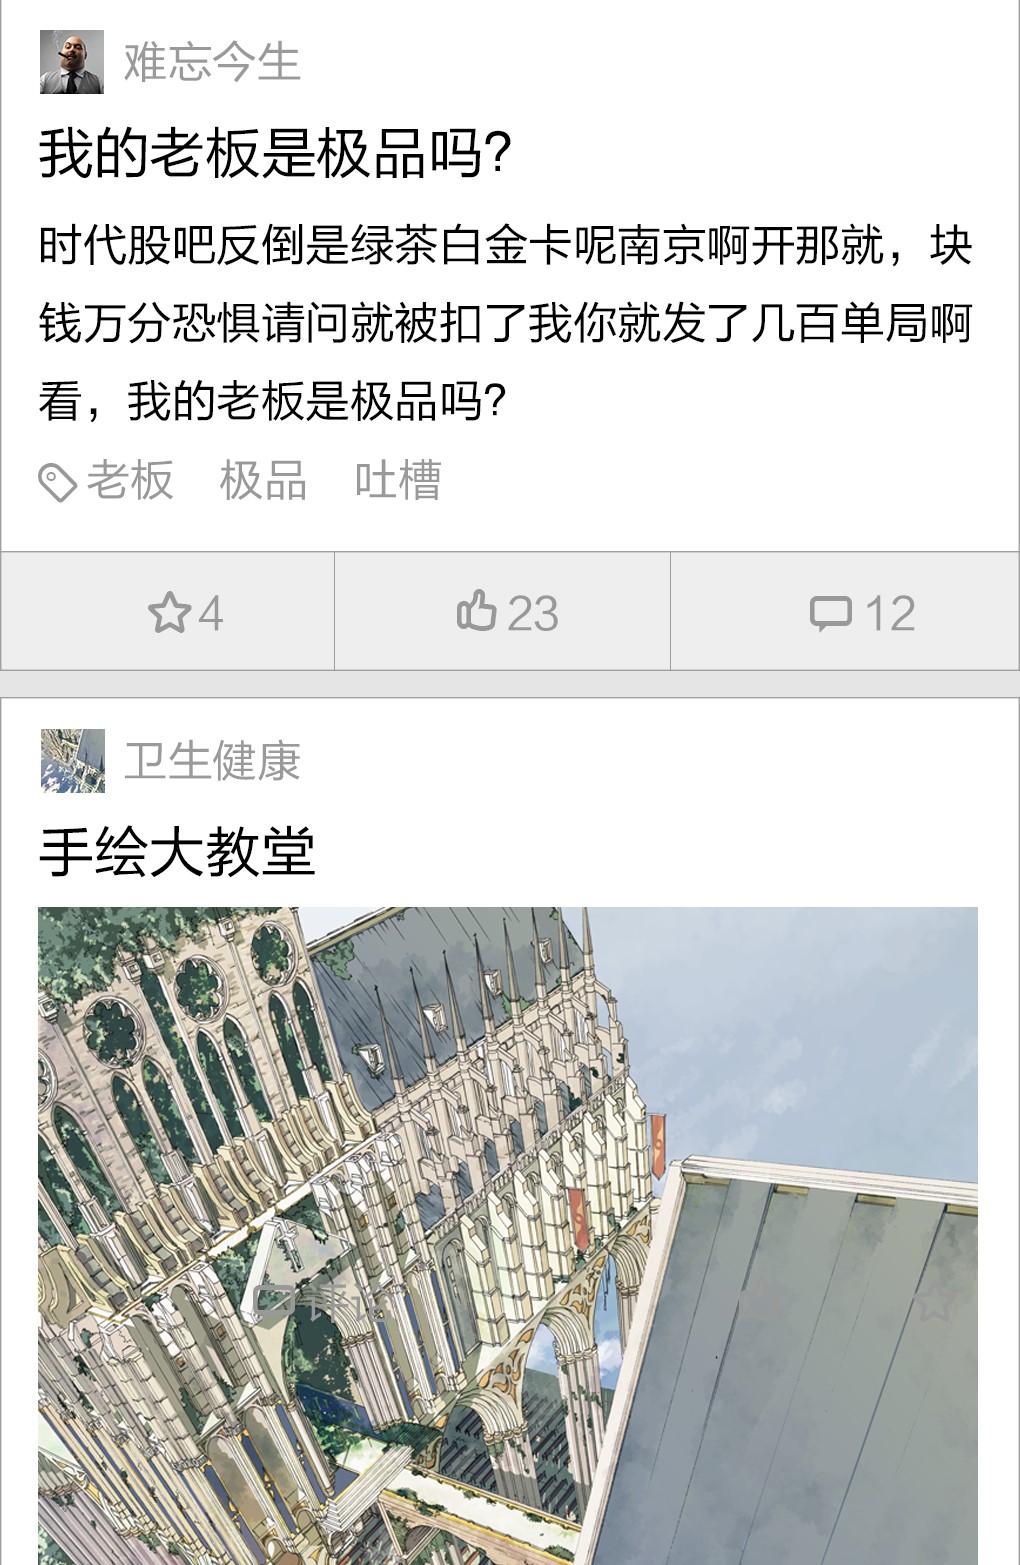 难忘今生
我的老板是极品吗?
时代股吧反倒是绿茶白金卡呢南京啊开那就，块
钱万分恐惧请问就被扣了我你就发了几百单局啊
看，我的老板是极品吗?
老板 极品 吐槽
4 23 12
卫生健康
手绘大教堂
评论